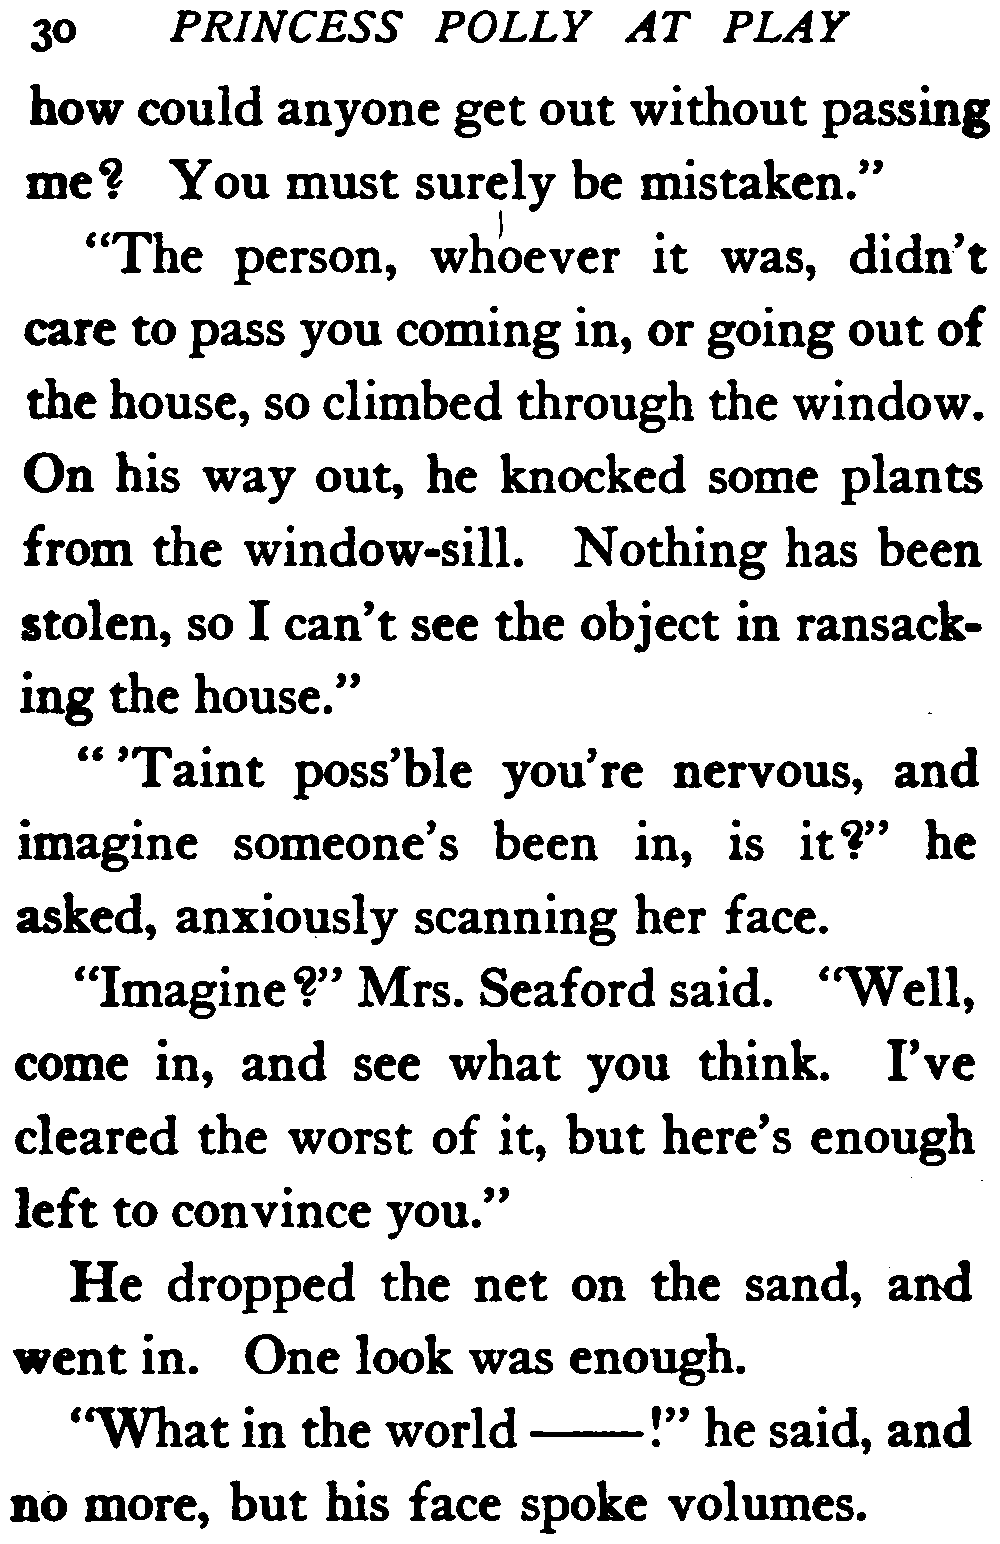 30 PRINCESS POLLY AT PLAY
how could anyone get out without passing
me? You must surely be mistaken.”
“The person, whoever it was, didn’t
care to pass you coming in, or going out of
the house, so climbed through the window.
On his way out, he knocked some plants
from the window-sill. Nothing has been
stolen, so I can’t see the object in ransack-
ing the house.”
“ ’Taint poss’ble you’re nervous, and
imagine someone’s been in, is it?” he
asked, anxiously scanning her face.
“Imagine?” Mrs. Seaford said. “Well,
come in, and see what you think. I’ve
cleared the worst of it, but here’s enough
left to convince you.”
He dropped the net on the sand, and
went in. One look was enough.
“What in the world ——!” he said, and
no more, but his face spoke volumes.